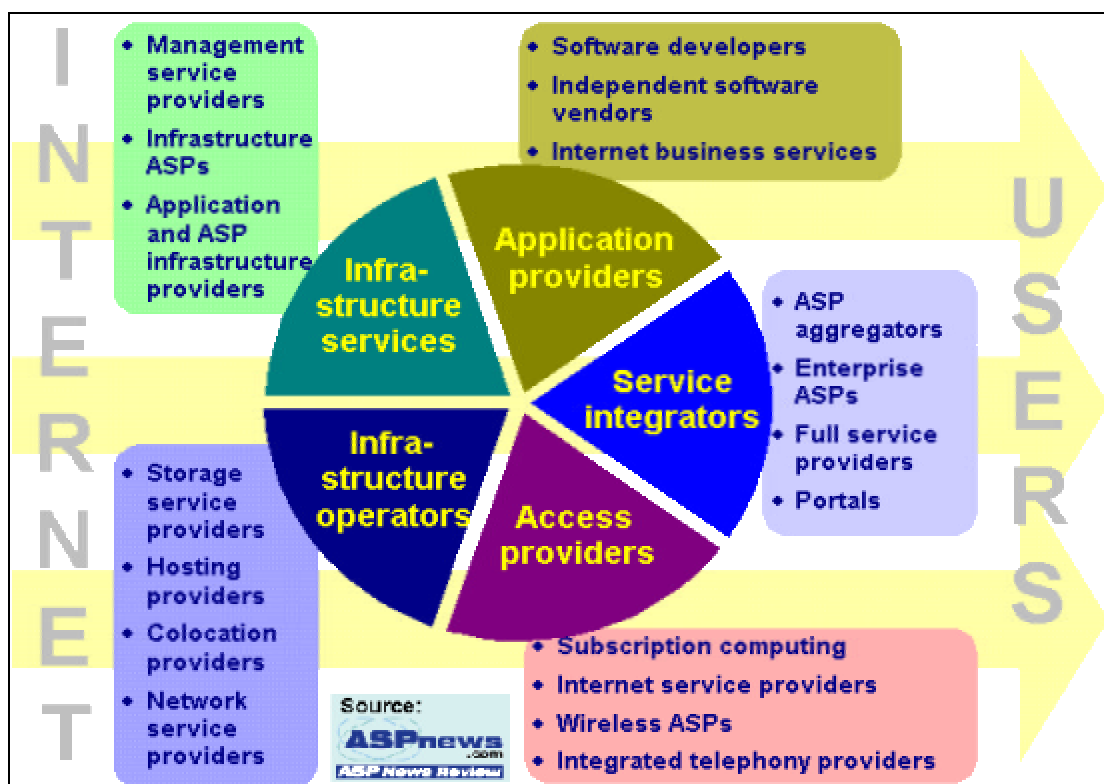 INTERNET
• Management
service
providers
• Infrastructure
ASPs
• Application
and ASP
infrastructure
providers
• Software developers
• Independent software
vendors
• Internet business services
Infra-
structure
services
Application
providers
Service
integrators
Infra-
structure
operators
Access
providers
• ASP
aggregators
• Enterprise
ASPs
• Full service
providers
• Portals
USERS
• Storage
service
providers
• Hosting
providers
• Colocation
providers
• Network
service
providers
Source:
ASPnews
.com
ASP News Review
• Subscription computing
• Internet service providers
• Wireless ASPs
• Integrated telephony providers